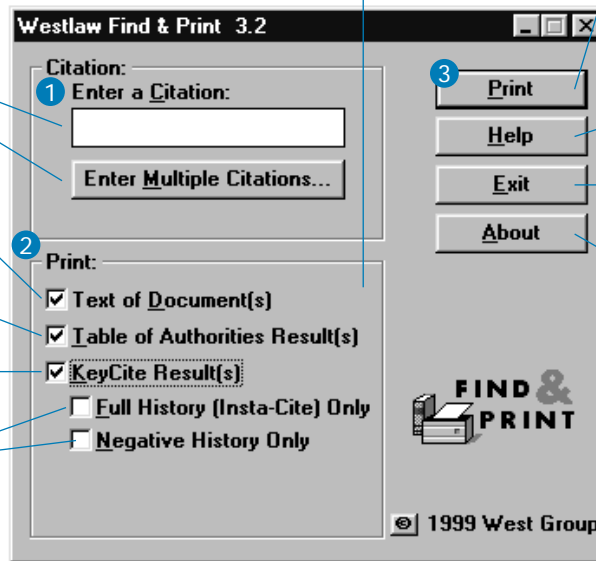 Westlaw Find & Print 3.2
Citation:
1 Enter a Citation:
Enter Multiple Citations...
2
Print:
Text of Document(s)
Table of Authorities Result(s)
KeyCite Result(s)
Full History (Insta-Cite) Only
Negative History Only
3 Print
Help
Exit
About
FIND &
PRINT
© 1999 West Group